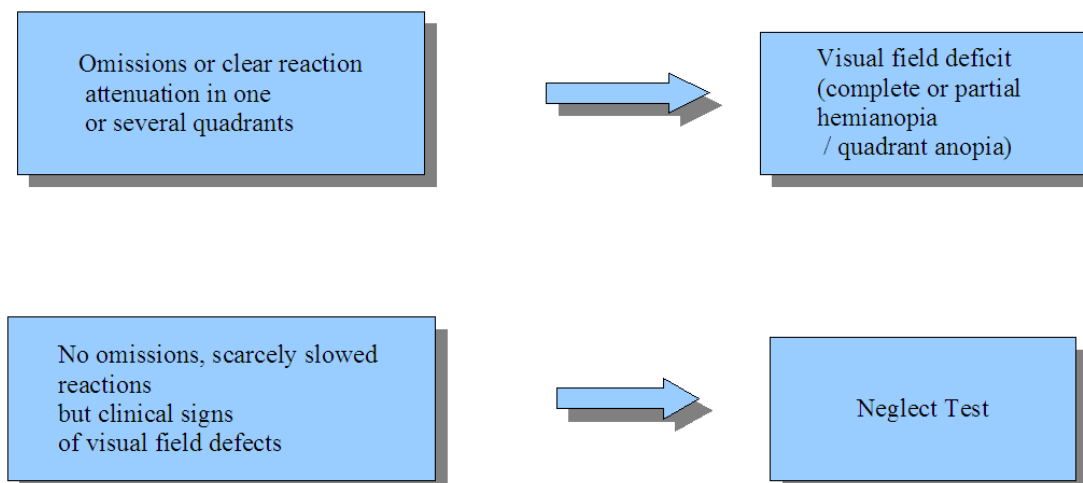 Omissions or clear reaction
attenuation in one
or several quadrants
Visual field deficit
(complete or partial
hemianopia
/ quadrant anopia)
No omissions, scarcely slowed
reactions
but clinical signs
of visual field defects
Neglect Test